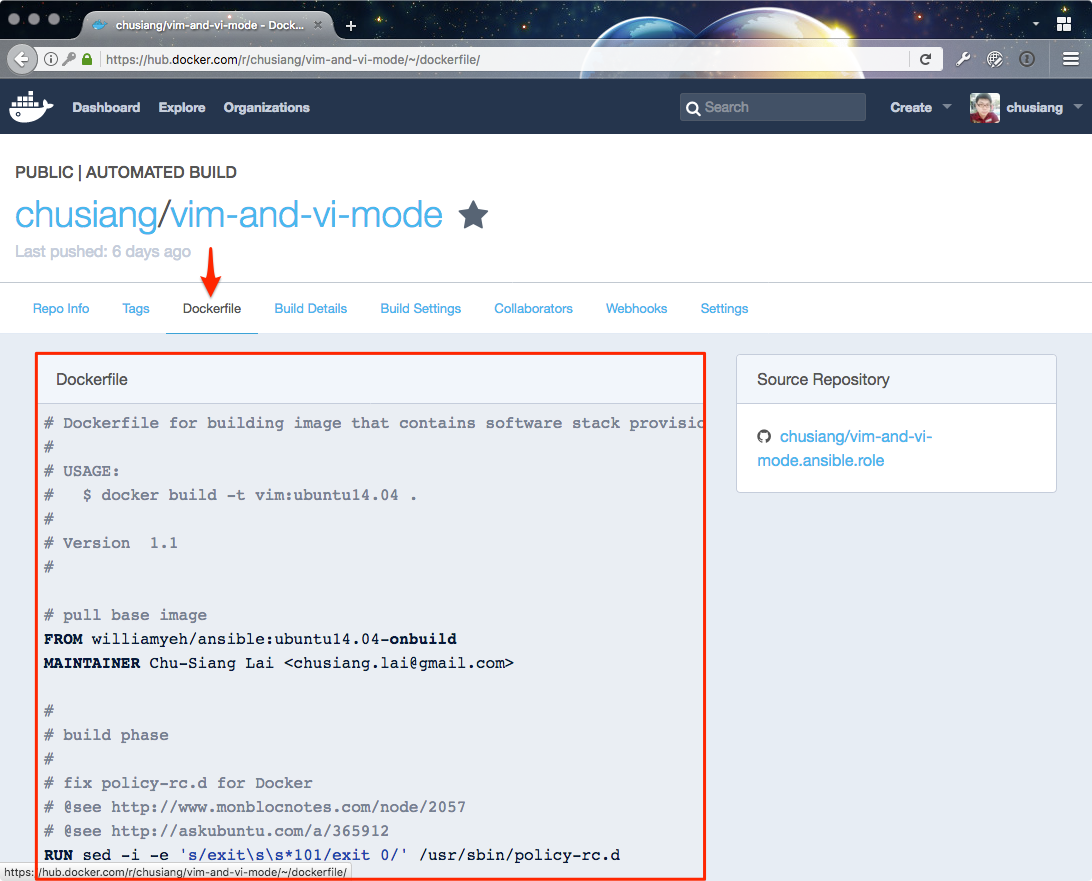 chusiang/vim-and-vi-mode - Dock...
https://hub.docker.com/r/chusiang/vim-and-vi-mode/~/dockerfile/
Dashboard Explore Organizations Search Create chusiang
PUBLIC | AUTOMATED BUILD
chusiang/vim-and-vi-mode
Last pushed: 6 days ago
Repo Info Tags Dockerfile Build Details Build Settings Collaborators Webhooks Settings
Dockerfile
# Dockerfile for building image that contains software stack provisio
#
# USAGE:
#   $ docker build -t vim:ubuntu14.04 .
#
# Version  1.1
#
# pull base image
FROM williamyeh/ansible:ubuntu14.04-onbuild
MAINTAINER Chu-Siang Lai <chusiang.lai@gmail.com>
#
# build phase
#
# fix policy-rc.d for Docker
# @see http://www.monblocnotes.com/node/2057
# @see http://askubuntu.com/a/365912
RUN sed -i -e 's/exit\s\s*101/exit 0/' /usr/sbin/policy-rc.d
Source Repository
chusiang/vim-and-vi-
mode.ansible.role
https://hub.docker.com/r/chusiang/vim-and-vi-mode/~/dockerfile/